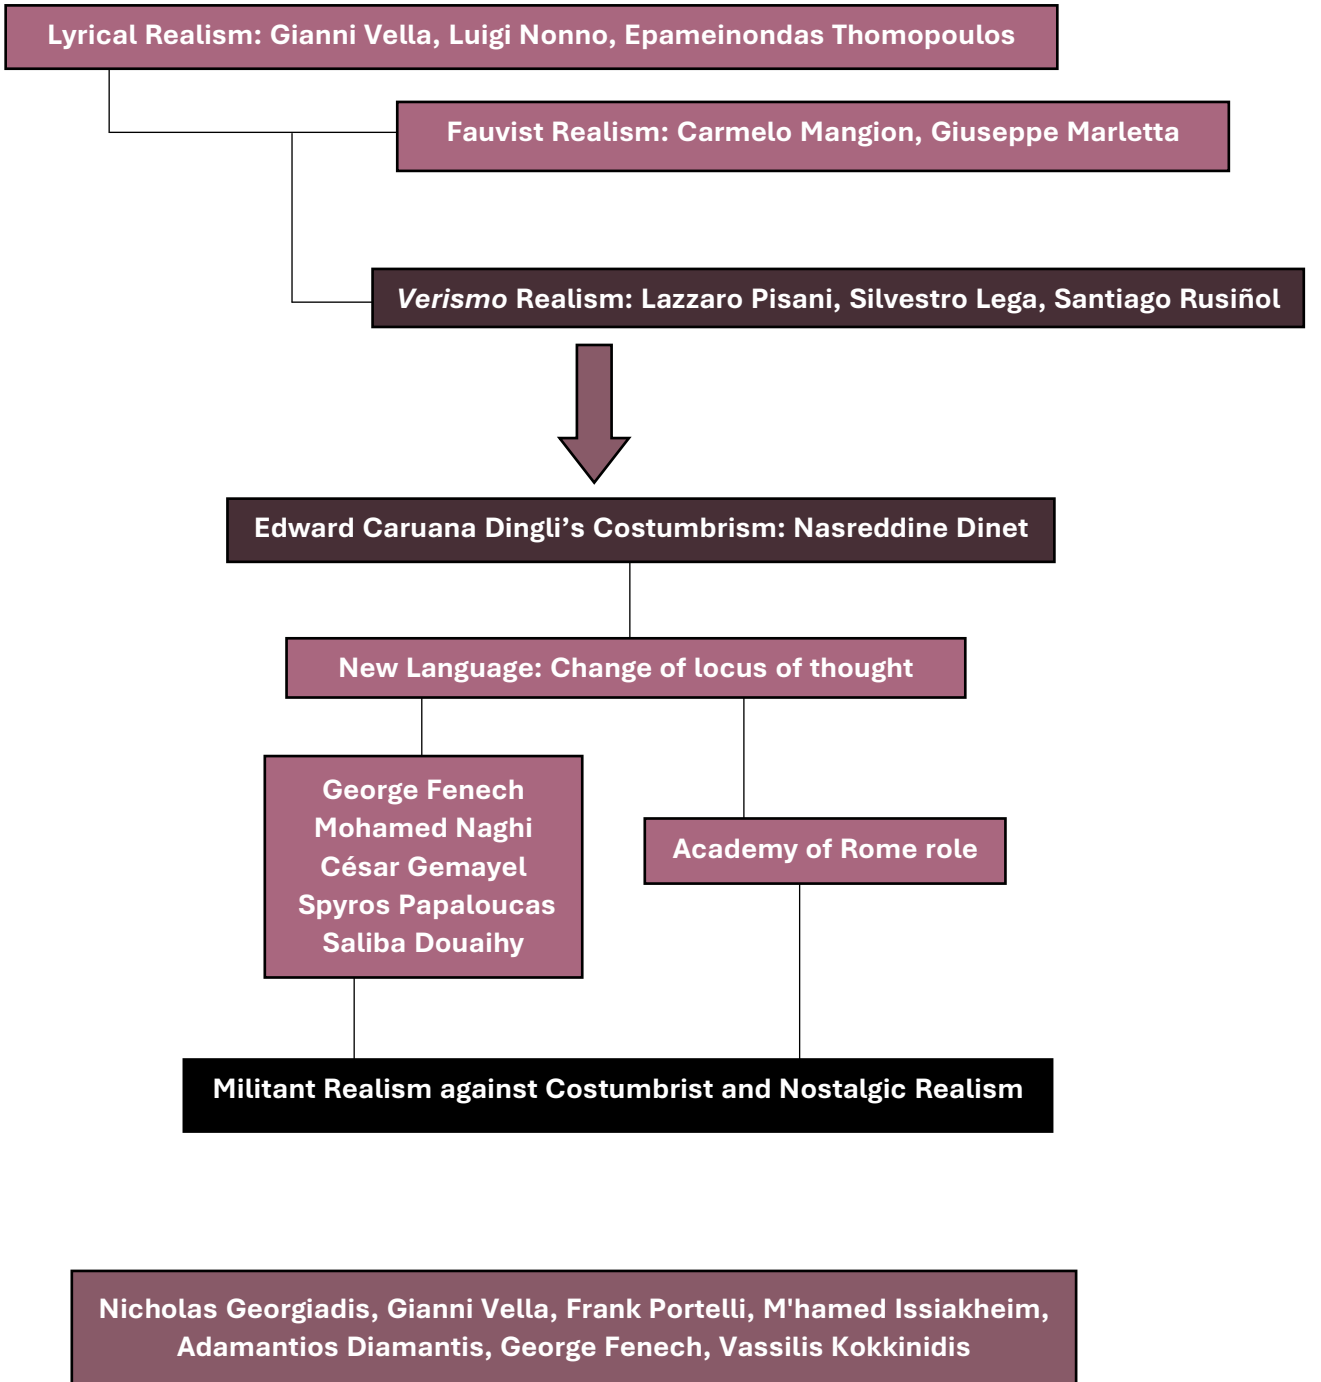 Lyrical Realism: Gianni Vella, Luigi Nonno, Epameinondas Thomopoulos
Fauvist Realism: Carmelo Mangion, Giuseppe Marletta
Verismo Realism: Lazzaro Pisani, Silvestro Lega, Santiago Rusiñol
Edward Caruana Dingli’s Costumbrism: Nasreddine Dinet
New Language: Change of locus of thought
George Fenech
Mohamed Naghi
César Gemayel
Spyros Papaloucas
Saliba Douaihy
Academy of Rome role
Militant Realism against Costumbrist and Nostalgic Realism
Nicholas Georgiadis, Gianni Vella, Frank Portelli, M'hamed Issiakheim,
Adamantios Diamantis, George Fenech, Vassilis Kokkinidis